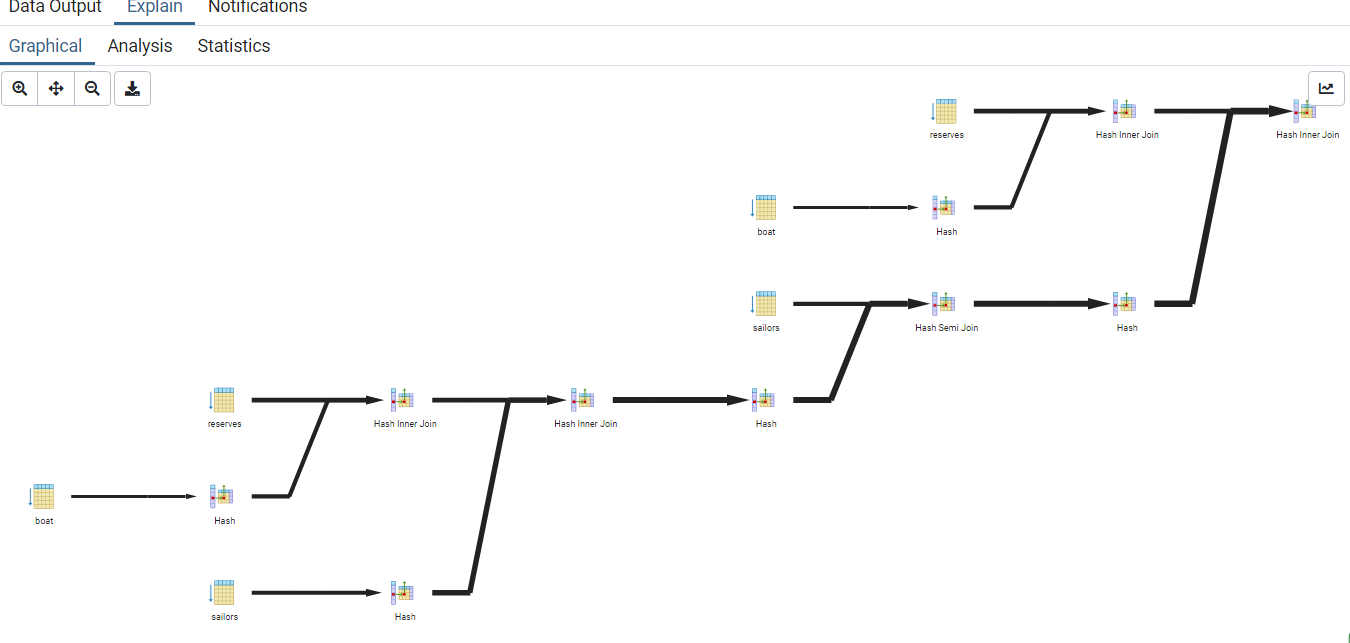 Data Output Explain Notifications
Graphical Analysis Statistics
reserves
Hash Inner Join
Hash Inner Join
boat
Hash
sailors
Hash Semi Join
Hash
reserves
Hash Inner Join
Hash Inner Join
Hash
boat
Hash
sailors
Hash